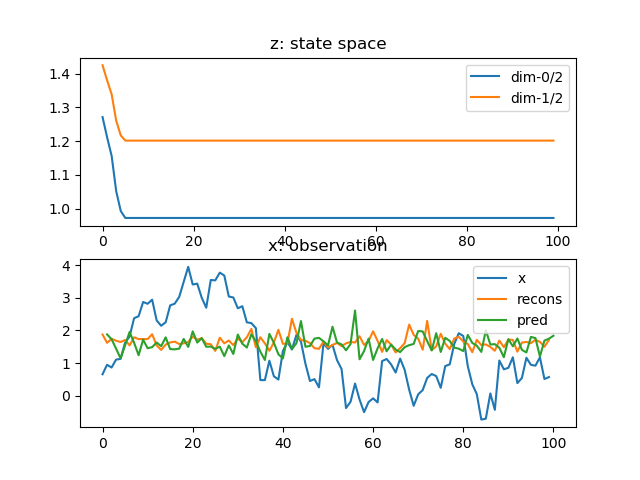 z: state space
1.4
1.3
1.2
1.1
1.0
dim-0/2
dim-1/2
0 20 40 60 80 100
x: observation
4
3
2
1
0
x
recons
pred
0 20 40 60 80 100